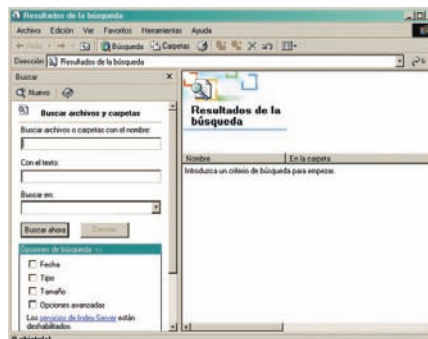 Resultados de la búsqueda
Archivo Edición Ver Favoritos Herramientas Ayuda
Búsqueda Carpetas
Dirección Resultados de la búsqueda
Buscar
Nuevo
Buscar archivos y carpetas
Buscar archivos o carpetas con el nombre:
Con el texto:
Buscar en:
Buscar ahora
Opciones de búsqueda <<
Fecha
Tipo
Tamaño
Opciones avanzadas
Los servicios de Index Server están
deshabilitados.
Resultados de la
búsqueda
Nombre En la carpeta
Introduzca un criterio de búsqueda para empezar.
0 objeto(s)